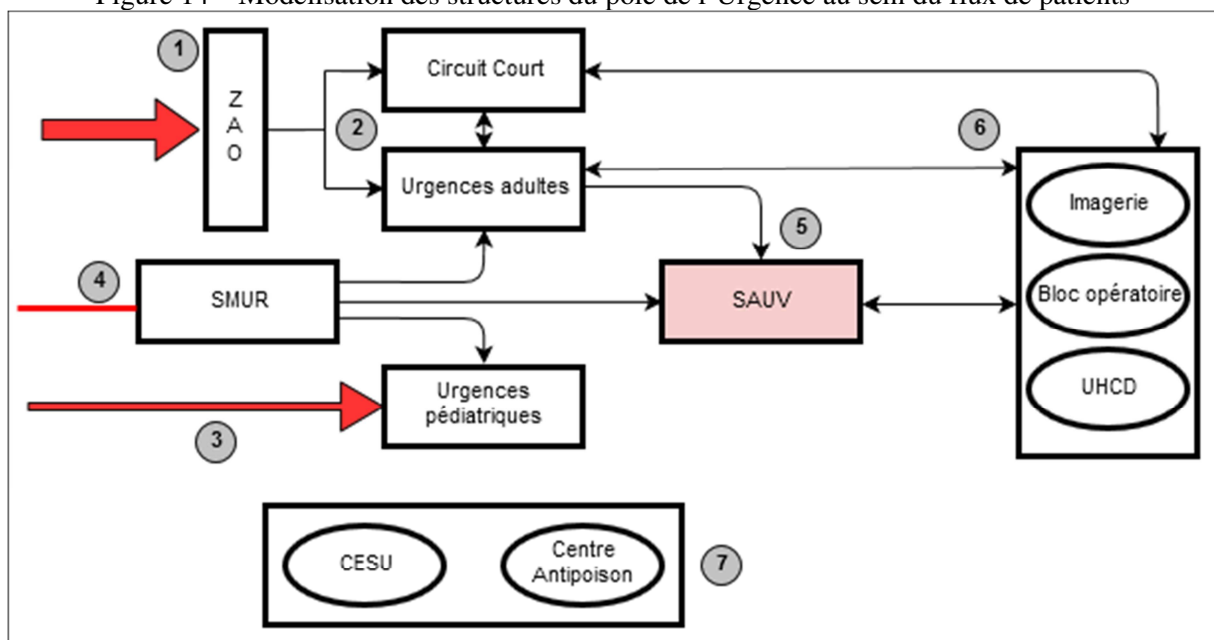 Figure 14 – Modélisation des structures du pôle de l'Urgence au sein du flux de patients
1
Z
A
O
Circuit Court
2
Urgences adultes
6
Imagerie
5
4
SMUR
SAUV
Bloc opératoire
UHCD
Urgences
pédiatriques
3
CESU
Centre
Antipoison
7